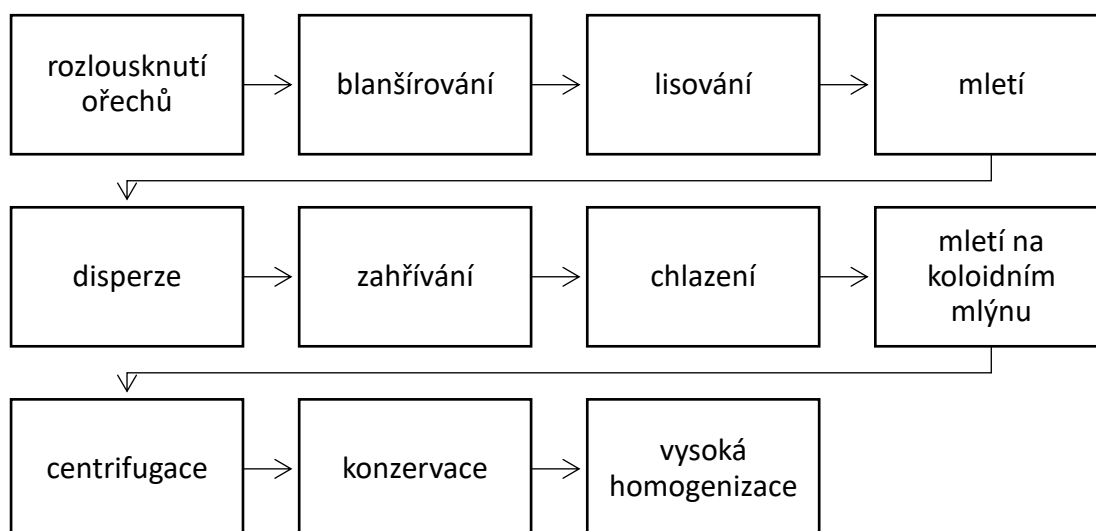 rozlousknutí
ořechů
blanšírování
lisování
mletí
disperze
zahřívání
chlazení
mletí na
koloidním
mlýnu
centrifugace
konzervace
vysoká
homogenizace